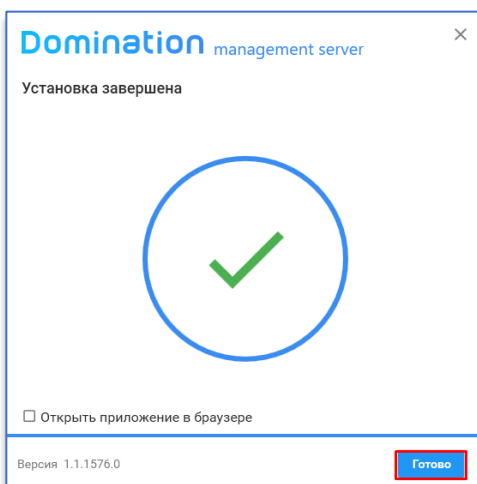 Domination management server
Установка завершена
Открыть приложение в браузере
Версия 1.1.1576.0
Готово